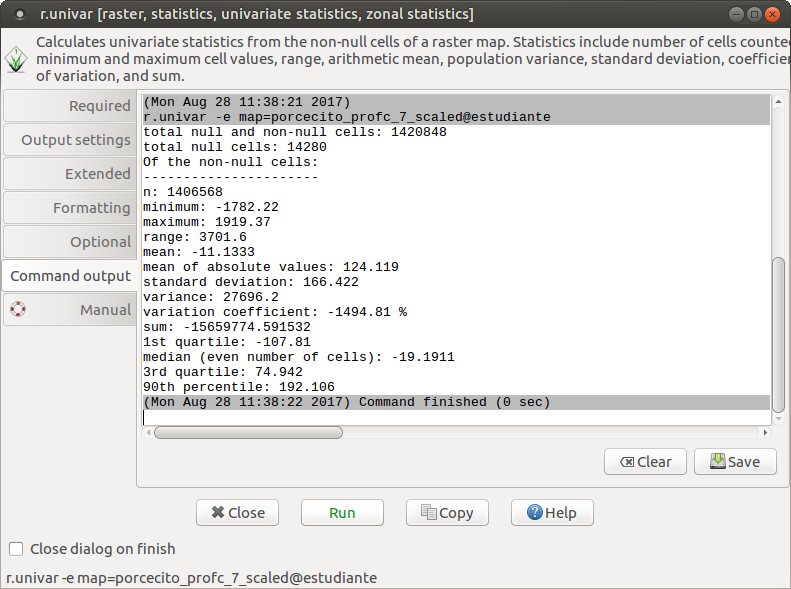 r.univar [raster, statistics, univariate statistics, zonal statistics]
Calculates univariate statistics from the non-null cells of a raster map. Statistics include number of cells counte
minimum and maximum cell values, range, arithmetic mean, population variance, standard deviation, coefficien
of variation, and sum.
Required
Output settings
Extended
Formatting
Optional
Command output
Manual
(Mon Aug 28 11:38:21 2017)
r.univar -e map=porcecito_profc_7_scaled@estudiante
total null and non-null cells: 1420848
total null cells: 14280
Of the non-null cells:
----------------------
n: 1406568
minimum: -1782.22
maximum: 1919.37
range: 3701.6
mean: -11.1333
mean of absolute values: 124.119
standard deviation: 166.422
variance: 27696.2
variation coefficient: -1494.81 %
sum: -15659774.591532
1st quartile: -107.81
median (even number of cells): -19.1911
3rd quartile: 74.942
90th percentile: 192.106
(Mon Aug 28 11:38:22 2017) Command finished (0 sec)
Clear
Save
Close
Run
Copy
Help
Close dialog on finish
r.univar -e map=porcecito_profc_7_scaled@estudiante